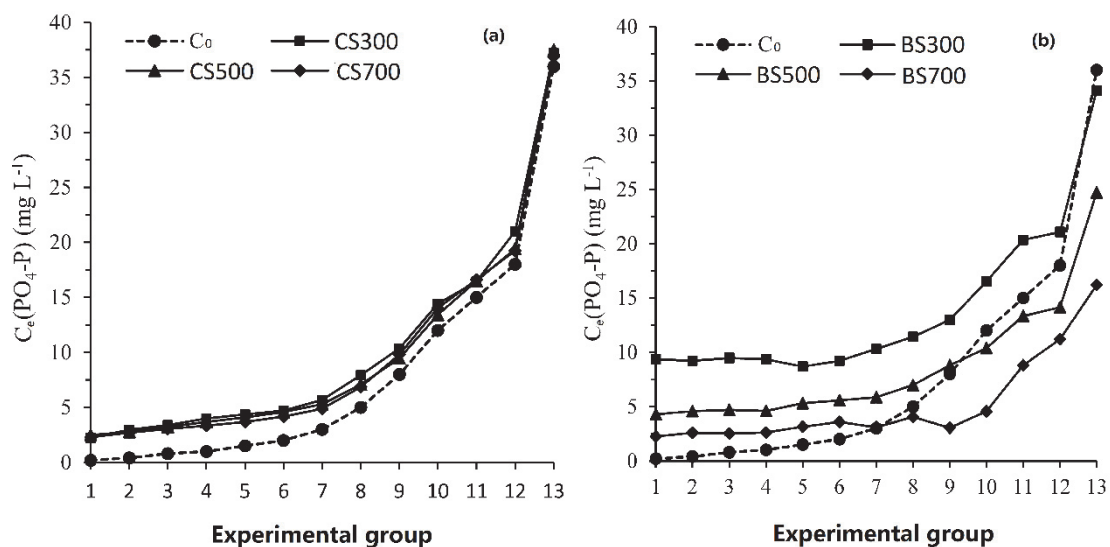 (a)
C₀ CS300
CS500 CS700
Cₑ(PO₄-P) (mg L⁻¹)
40
35
30
25
20
15
10
5
0
1 2 3 4 5 6 7 8 9 10 11 12 13
Experimental group
(b)
C₀ BS300
BS500 BS700
Cₑ(PO₄-P) (mg L⁻¹)
40
35
30
25
20
15
10
5
0
1 2 3 4 5 6 7 8 9 10 11 12 13
Experimental group